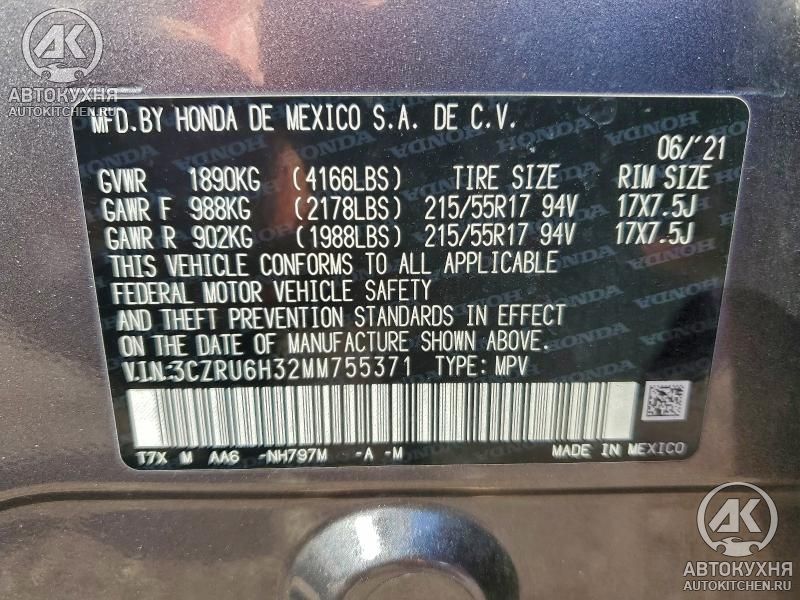 АК
АВТОКУХНЯ
AUTOKITCHEN.RU
MFD.BY HONDA DE MEXICO S.A. DE C.V.
06/'21
GVWR 1890KG (4166LBS) TIRE SIZE RIM SIZE
GAWR F 988KG (2178LBS) 215/55R17 94V 17X7.5J
GAWR R 902KG (1988LBS) 215/55R17 94V 17X7.5J
THIS VEHICLE CONFORMS TO ALL APPLICABLE
FEDERAL MOTOR VEHICLE SAFETY
AND THEFT PREVENTION STANDARDS IN EFFECT
ON THE DATE OF MANUFACTURE SHOWN ABOVE.
V.I.N:3CZRU6H32MM755371 TYPE: MPV
T7X M AA6 -NH797M -A -M MADE IN MEXICO
АК
АВТОКУХНЯ
AUTOKITCHEN.RU